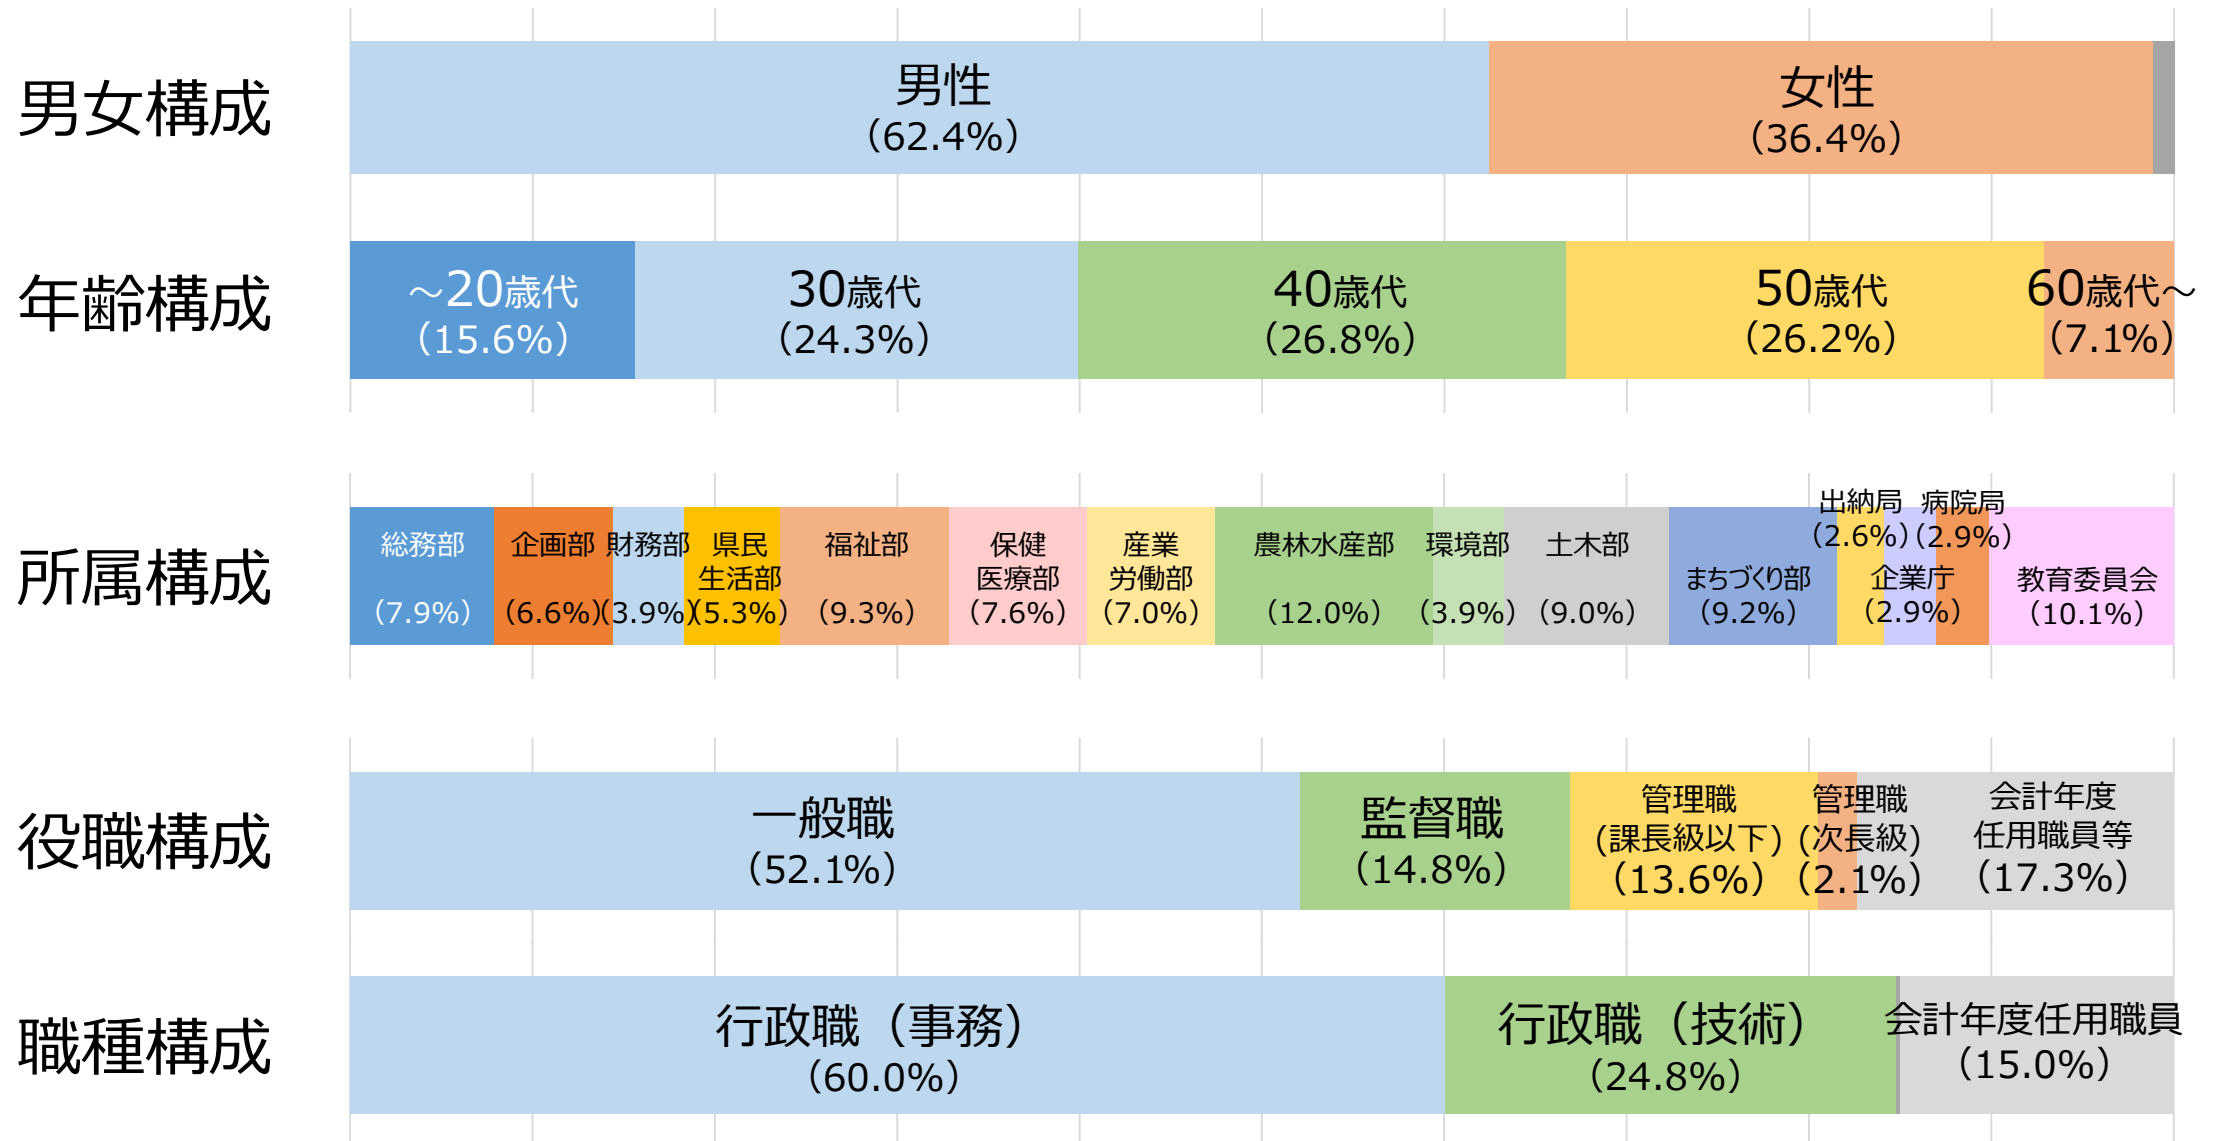 男女構成
男性
（62.4%）
女性
（36.4%）
年齢構成
～20歳代
（15.6%）
30歳代
（24.3%）
40歳代
（26.8%）
50歳代
（26.2%）
60歳代～
（7.1%）
所属構成
総務部
（7.9%）
企画部
（6.6%）
財務部
（3.9%）
県民
生活部
（5.3%）
福祉部
（9.3%）
保健
医療部
（7.6%）
産業
労働部
（7.0%）
農林水産部
（12.0%）
環境部
（3.9%）
土木部
（9.0%）
まちづくり部
（9.2%）
出納局
（2.6%）
企業庁
（2.9%）
病院局
（2.9%）
教育委員会
（10.1%）
役職構成
一般職
（52.1%）
監督職
（14.8%）
管理職
(課長級以下)
（13.6%）
管理職
(次長級)
（2.1%）
会計年度
任用職員等
（17.3%）
職種構成
行政職（事務）
（60.0%）
行政職（技術）
（24.8%）
会計年度任用職員
（15.0%）